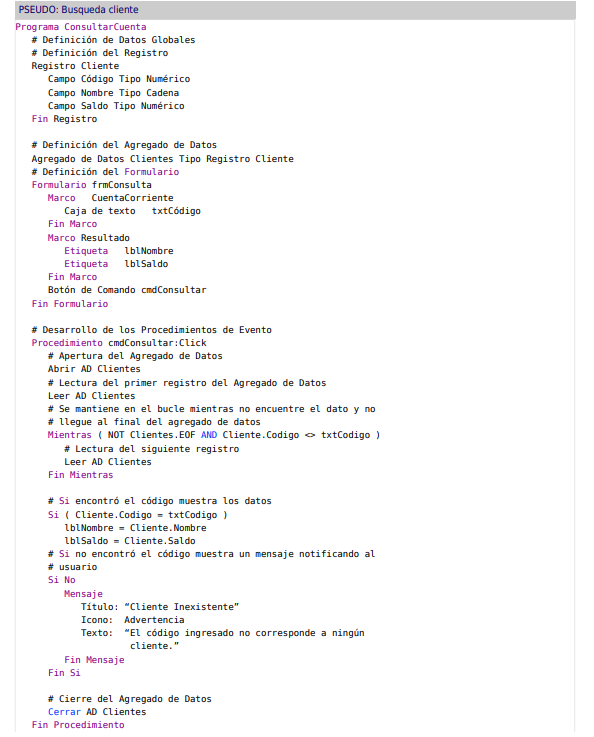 PSEUDO: Busqueda cliente
Programa ConsultarCuenta
# Definición de Datos Globales
# Definición del Registro
Registro Cliente
Campo Código Tipo Numérico
Campo Nombre Tipo Cadena
Campo Saldo Tipo Numérico
Fin Registro
# Definición del Agregado de Datos
Agregado de Datos Clientes Tipo Registro Cliente
# Definición del Formulario
Formulario frmConsulta
Marco CuentaCorriente
Caja de texto txtCódigo
Fin Marco
Marco Resultado
Etiqueta lblNombre
Etiqueta lblSaldo
Fin Marco
Botón de Comando cmdConsultar
Fin Formulario
# Desarrollo de los Procedimientos de Evento
Procedimiento cmdConsultar:Click
# Apertura del Agregado de Datos
Abrir AD Clientes
# Lectura del primer registro del Agregado de Datos
Leer AD Clientes
# Se mantiene en el bucle mientras no encuentre el dato y no
# llegue al final del agregado de datos
Mientras ( NOT Clientes.EOF AND Cliente.Codigo <> txtCodigo )
# Lectura del siguiente registro
Leer AD Clientes
Fin Mientras
# Si encontró el código muestra los datos
Si ( Cliente.Codigo = txtCodigo )
lblNombre = Cliente.Nombre
lblSaldo = Cliente.Saldo
# Si no encontró el código muestra un mensaje notificando al
# usuario
Si No
Mensaje
Título: “Cliente Inexistente”
Icono: Advertencia
Texto: “El código ingresado no corresponde a ningún
cliente.”
Fin Mensaje
Fin Si
# Cierre del Agregado de Datos
Cerrar AD Clientes
Fin Procedimiento